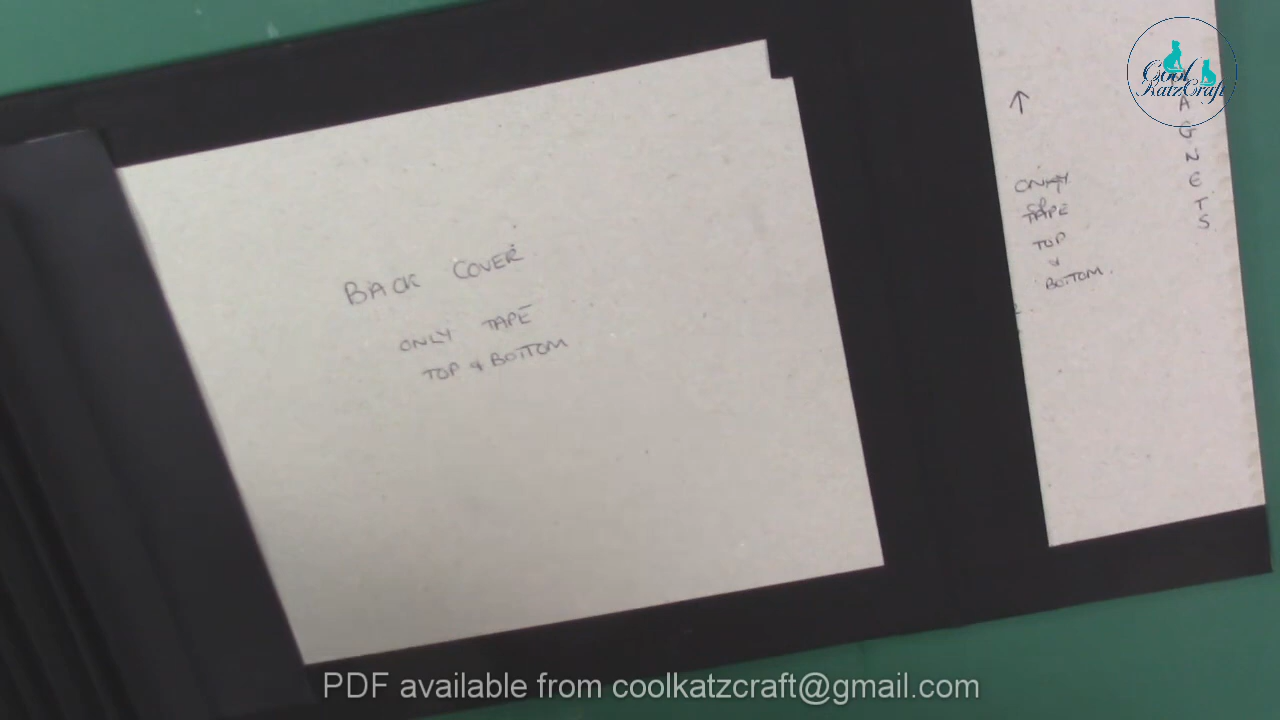 BACK COVER
ONLY TAPE
TOP & BOTTOM
↑
ONLY
TAPE
TOP
&
BOTTOM.
A
G
N
E
T
S
Cool
KatzCraft
PDF available from coolkatzcraft@gmail.com